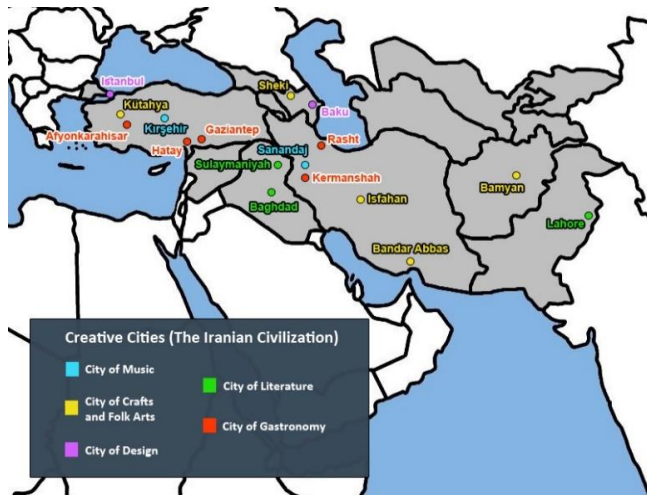 Istanbul
Sheki
Kütahya
Baku
Kırşehir
Afyonkarahisar
Gaziantep
Rasht
Hatay
Sanandaj
Sulaymaniyah
Kermanshah
Bamyan
Baghdad
Isfahan
Lahore
Bandar Abbas
Creative Cities (The Iranian Civilization)
City of Music
City of Literature
City of Crafts
and Folk Arts
City of Gastronomy
City of Design